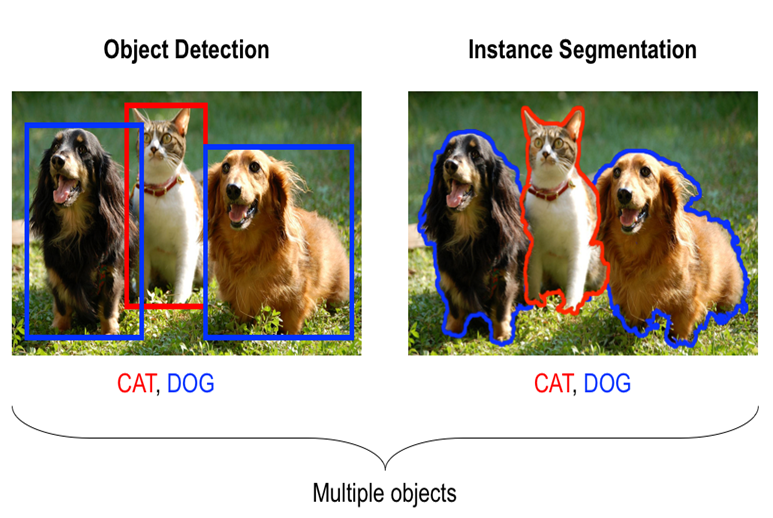 Object Detection
Instance Segmentation
CAT, DOG
CAT, DOG
Multiple objects